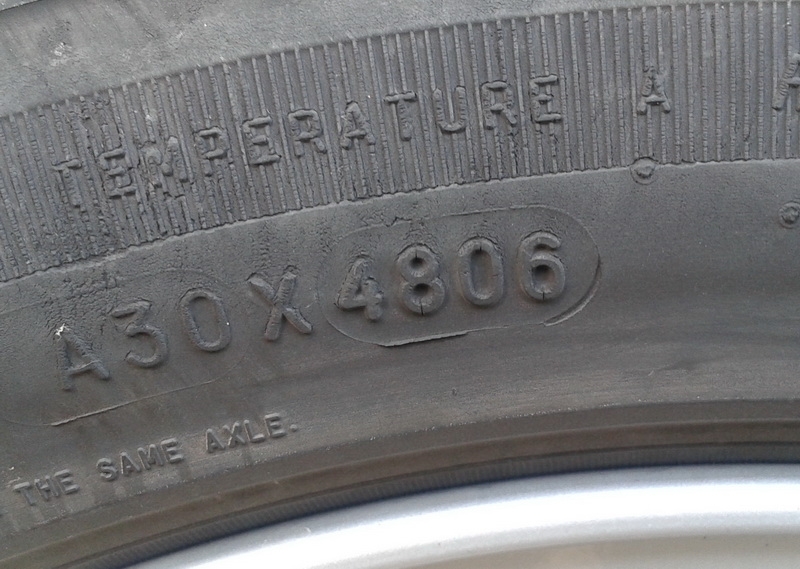 TEMPERATURE A A
A30X 4806
THE SAME AXLE.